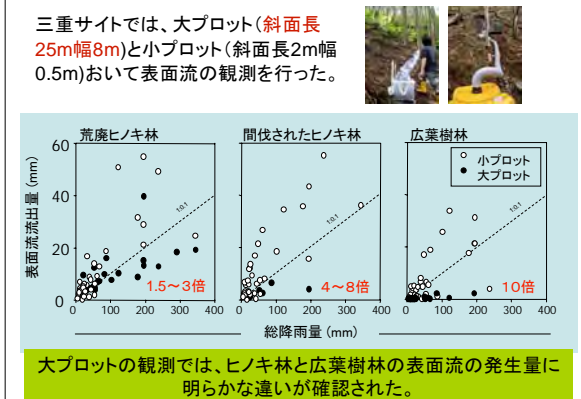 三重サイトでは、大プロット(斜面長
25m幅8m)と小プロット(斜面長2m幅
0.5m)おいて表面流の観測を行った。
荒廃ヒノキ林
間伐されたヒノキ林
広葉樹林
表面流流出量 (mm)
60
40
20
0
1:0.1
1:0.1
1:0.1
小プロット
大プロット
1.5～3倍
4～8倍
10倍
0 100 200 300 400
0 100 200 300 400
0 100 200 300 400
総降雨量 (mm)
大プロットの観測では、ヒノキ林と広葉樹林の表面流の発生量に
明らかな違いが確認された。